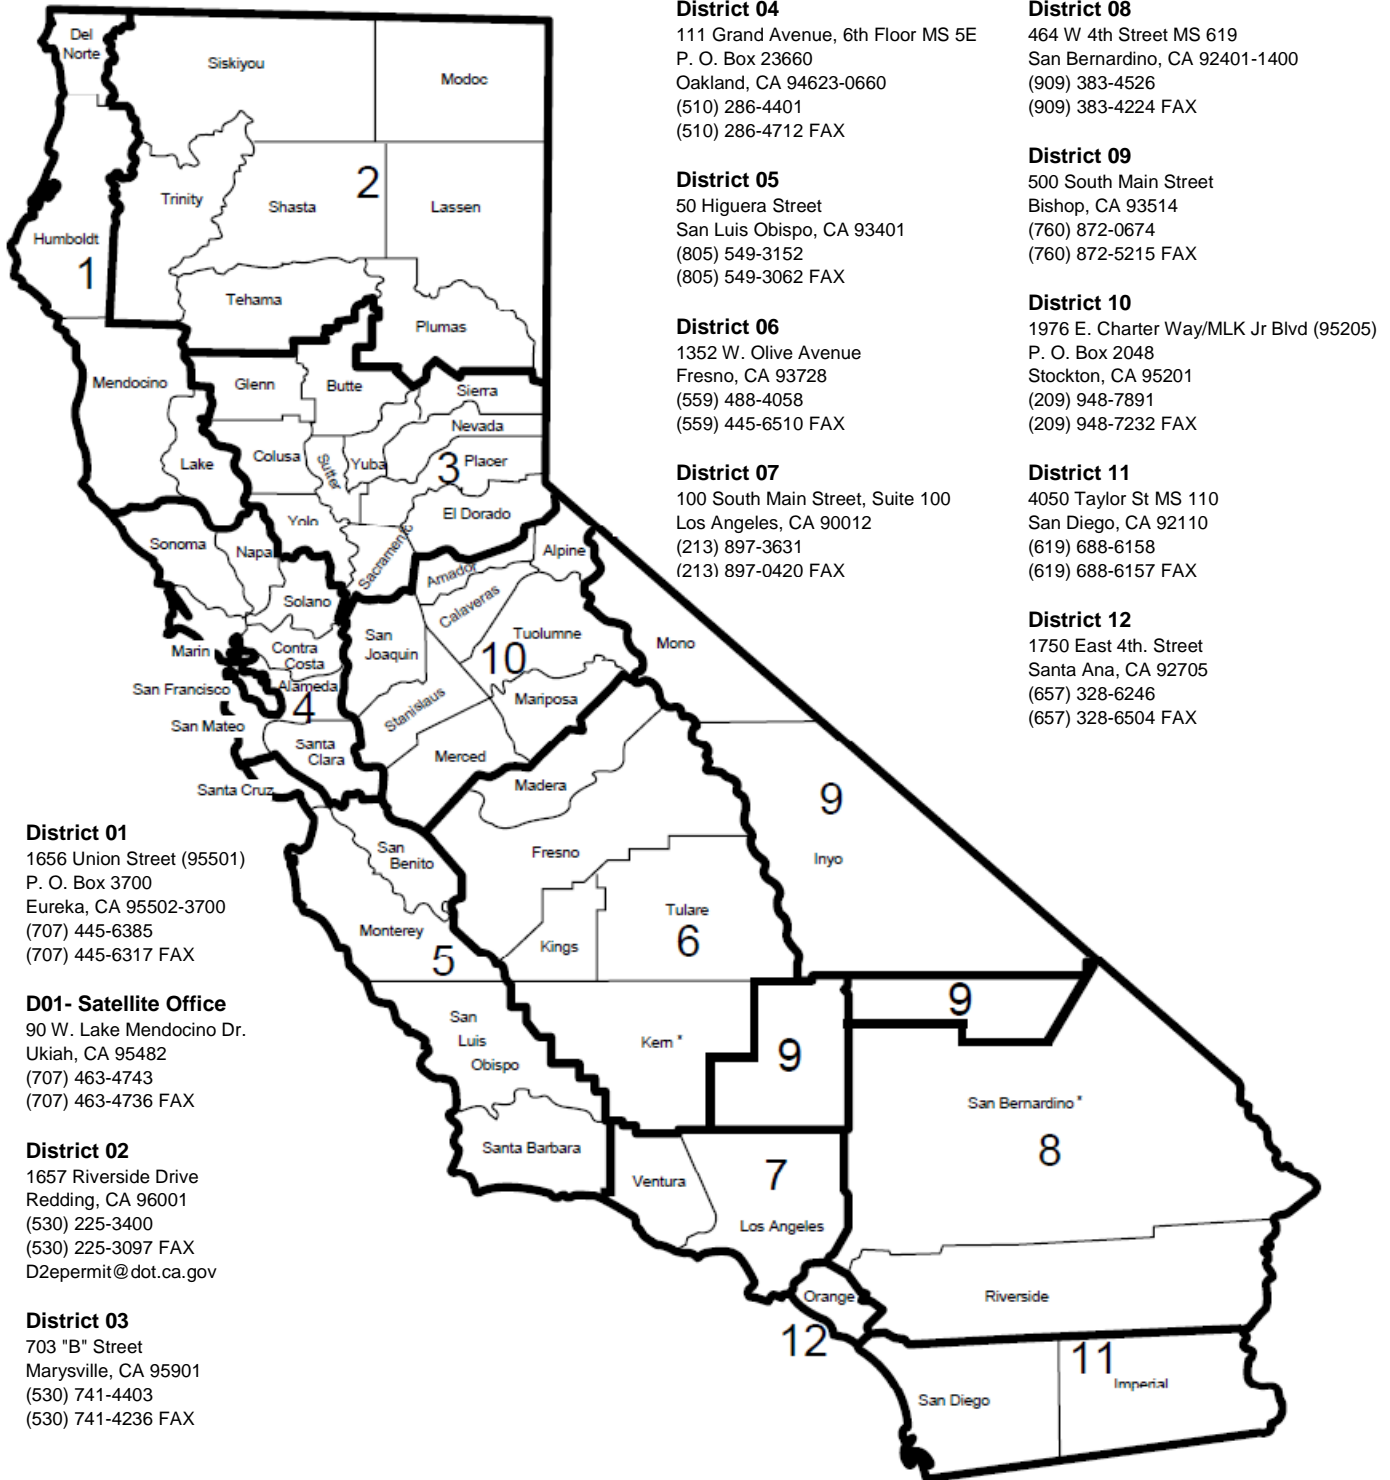 District 04
111 Grand Avenue, 6th Floor MS 5E
P. O. Box 23660
Oakland, CA 94623-0660
(510) 286-4401
(510) 286-4712 FAX
District 05
50 Higuera Street
San Luis Obispo, CA 93401
(805) 549-3152
(805) 549-3062 FAX
District 06
1352 W. Olive Avenue
Fresno, CA 93728
(559) 488-4058
(559) 445-6510 FAX
District 07
100 South Main Street, Suite 100
Los Angeles, CA 90012
(213) 897-3631
(213) 897-0420 FAX
District 08
464 W 4th Street MS 619
San Bernardino, CA 92401-1400
(909) 383-4526
(909) 383-4224 FAX
District 09
500 South Main Street
Bishop, CA 93514
(760) 872-0674
(760) 872-5215 FAX
District 10
1976 E. Charter Way/MLK Jr Blvd (95205)
P. O. Box 2048
Stockton, CA 95201
(209) 948-7891
(209) 948-7232 FAX
District 11
4050 Taylor St MS 110
San Diego, CA 92110
(619) 688-6158
(619) 688-6157 FAX
District 12
1750 East 4th. Street
Santa Ana, CA 92705
(657) 328-6246
(657) 328-6504 FAX
Del
Norte
Siskiyou
Modoc
2
Trinity
Shasta
Lassen
Humboldt
1
Tehama
Plumas
Mendocino
Glenn
Butte
Sierra
Nevada
Lake
Colusa
Sutter
Yuba
3
Placer
Yolo
El Dorado
Sonoma
Napa
Sacramento
Alpine
Amador
Solano
Calaveras
Marin
Contra
Costa
San
Joaquin
Tuolumne
10
Mono
San Francisco
Alameda
4
Stanislaus
Mariposa
San Mateo
Santa
Clara
Merced
Madera
Santa Cruz
9
San
Benito
Fresno
Inyo
Monterey
5
Kings
Tulare
6
San
Luis
Obispo
Kern *
9
9
San Bernardino *
8
Santa Barbara
Ventura
7
Los Angeles
Orange
12
Riverside
11
San Diego
Imperial
District 01
1656 Union Street (95501)
P. O. Box 3700
Eureka, CA 95502-3700
(707) 445-6385
(707) 445-6317 FAX
D01- Satellite Office
90 W. Lake Mendocino Dr.
Ukiah, CA 95482
(707) 463-4743
(707) 463-4736 FAX
District 02
1657 Riverside Drive
Redding, CA 96001
(530) 225-3400
(530) 225-3097 FAX
D2epermit@dot.ca.gov
District 03
703 "B" Street
Marysville, CA 95901
(530) 741-4403
(530) 741-4236 FAX